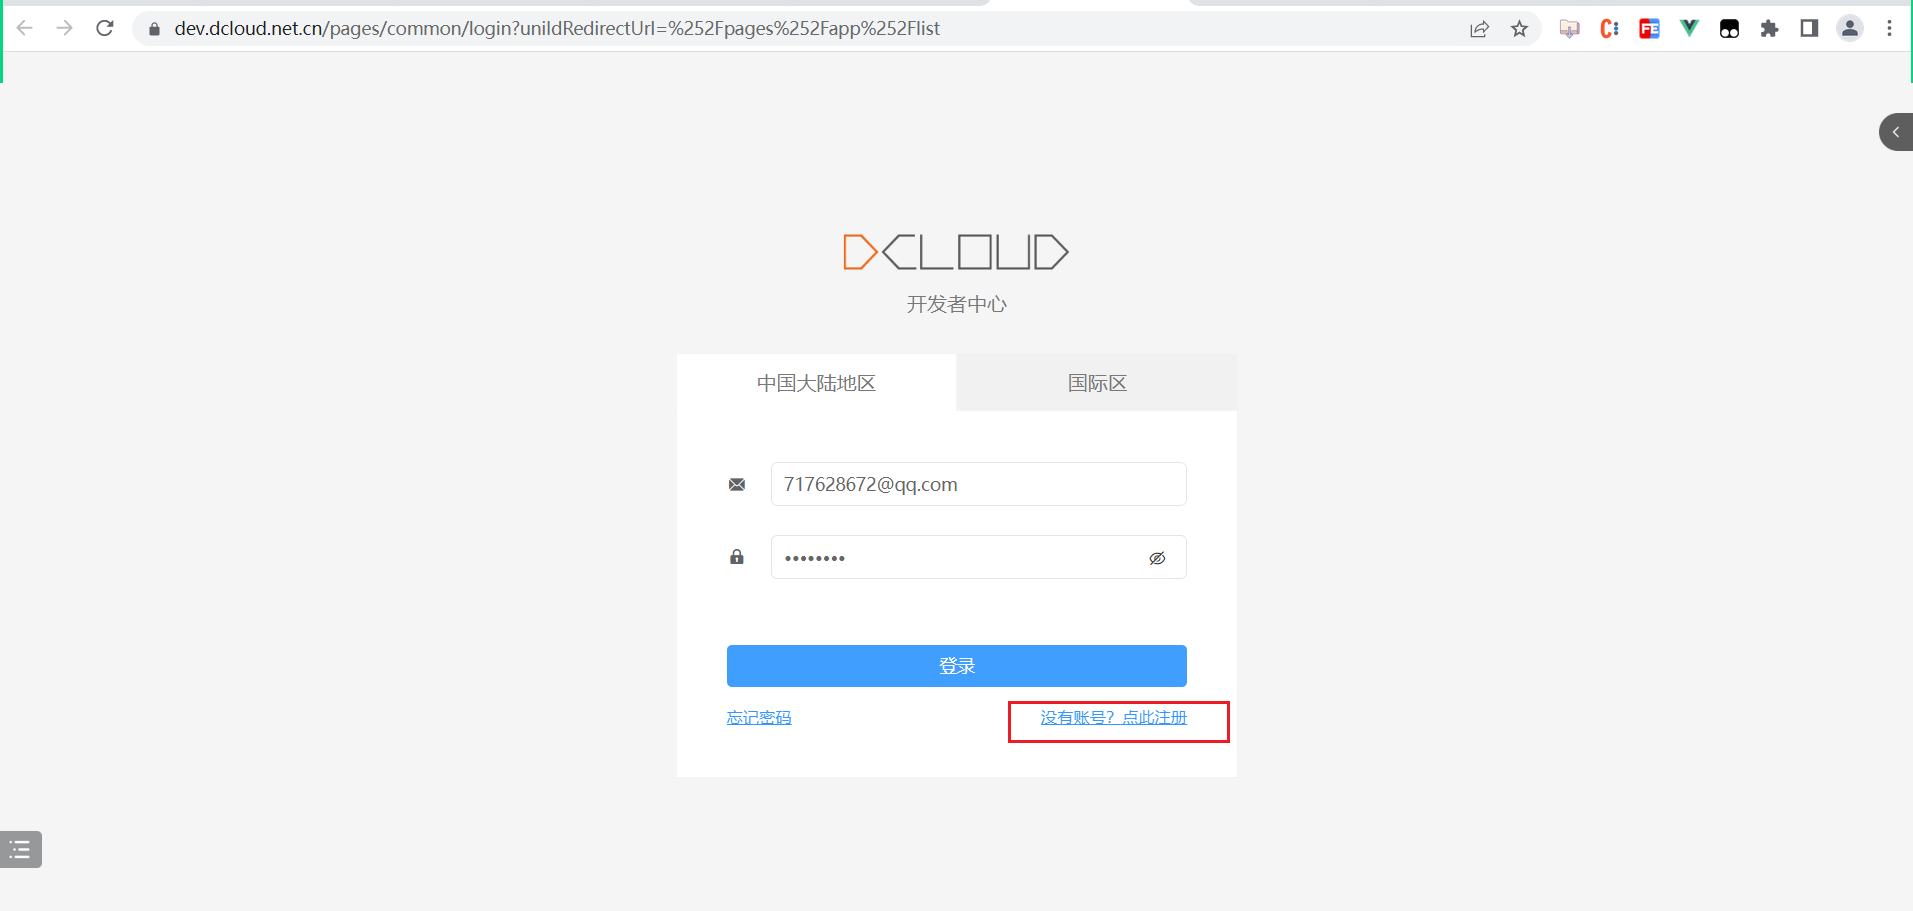 dev.dcloud.net.cn/pages/common/login?uniIdRedirectUrl=%252Fpages%252Fapp%252Flist
DCLOUD
开发者中心
中国大陆地区
国际区
717628672@qq.com
••••••••
登录
忘记密码
没有账号？点此注册